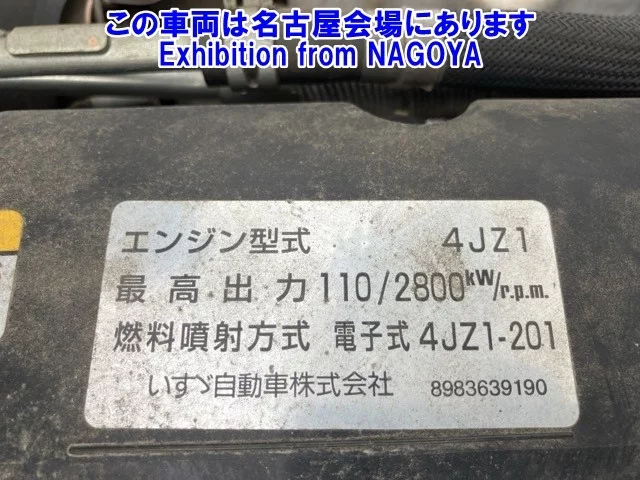 この車両は名古屋会場にあります
Exhibition from NAGOYA
エンジン型式 4JZ1
最高出力 110/2800kW/r.p.m.
燃料噴射方式 電子式 4JZ1-201
いすゞ自動車株式会社 8983639190